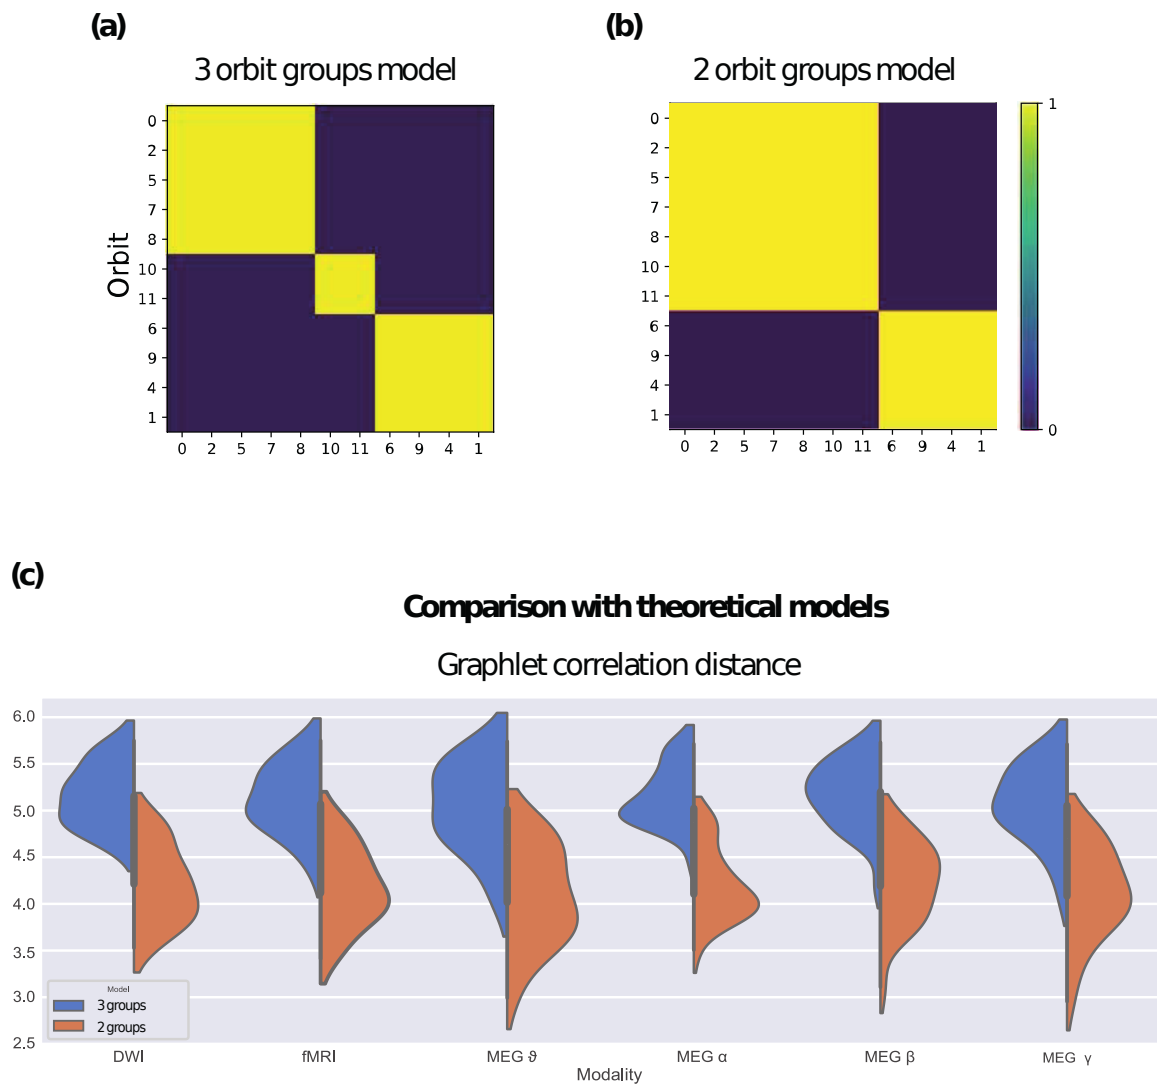 (a)
3 orbit groups model
0
2
5
7
8
10
11
6
9
4
1
Orbit
0 2 5 7 8 10 11 6 9 4 1
(b)
2 orbit groups model
0
2
5
7
8
10
11
6
9
4
1
0 2 5 7 8 10 11 6 9 4 1
1
0
(c)
Comparison with theoretical models
Graphlet correlation distance
6.0
5.5
5.0
4.5
4.0
3.5
3.0
2.5
Model
3 groups
2 groups
DWI fMRI MEG ϑ MEG α MEG β MEG γ
Modality